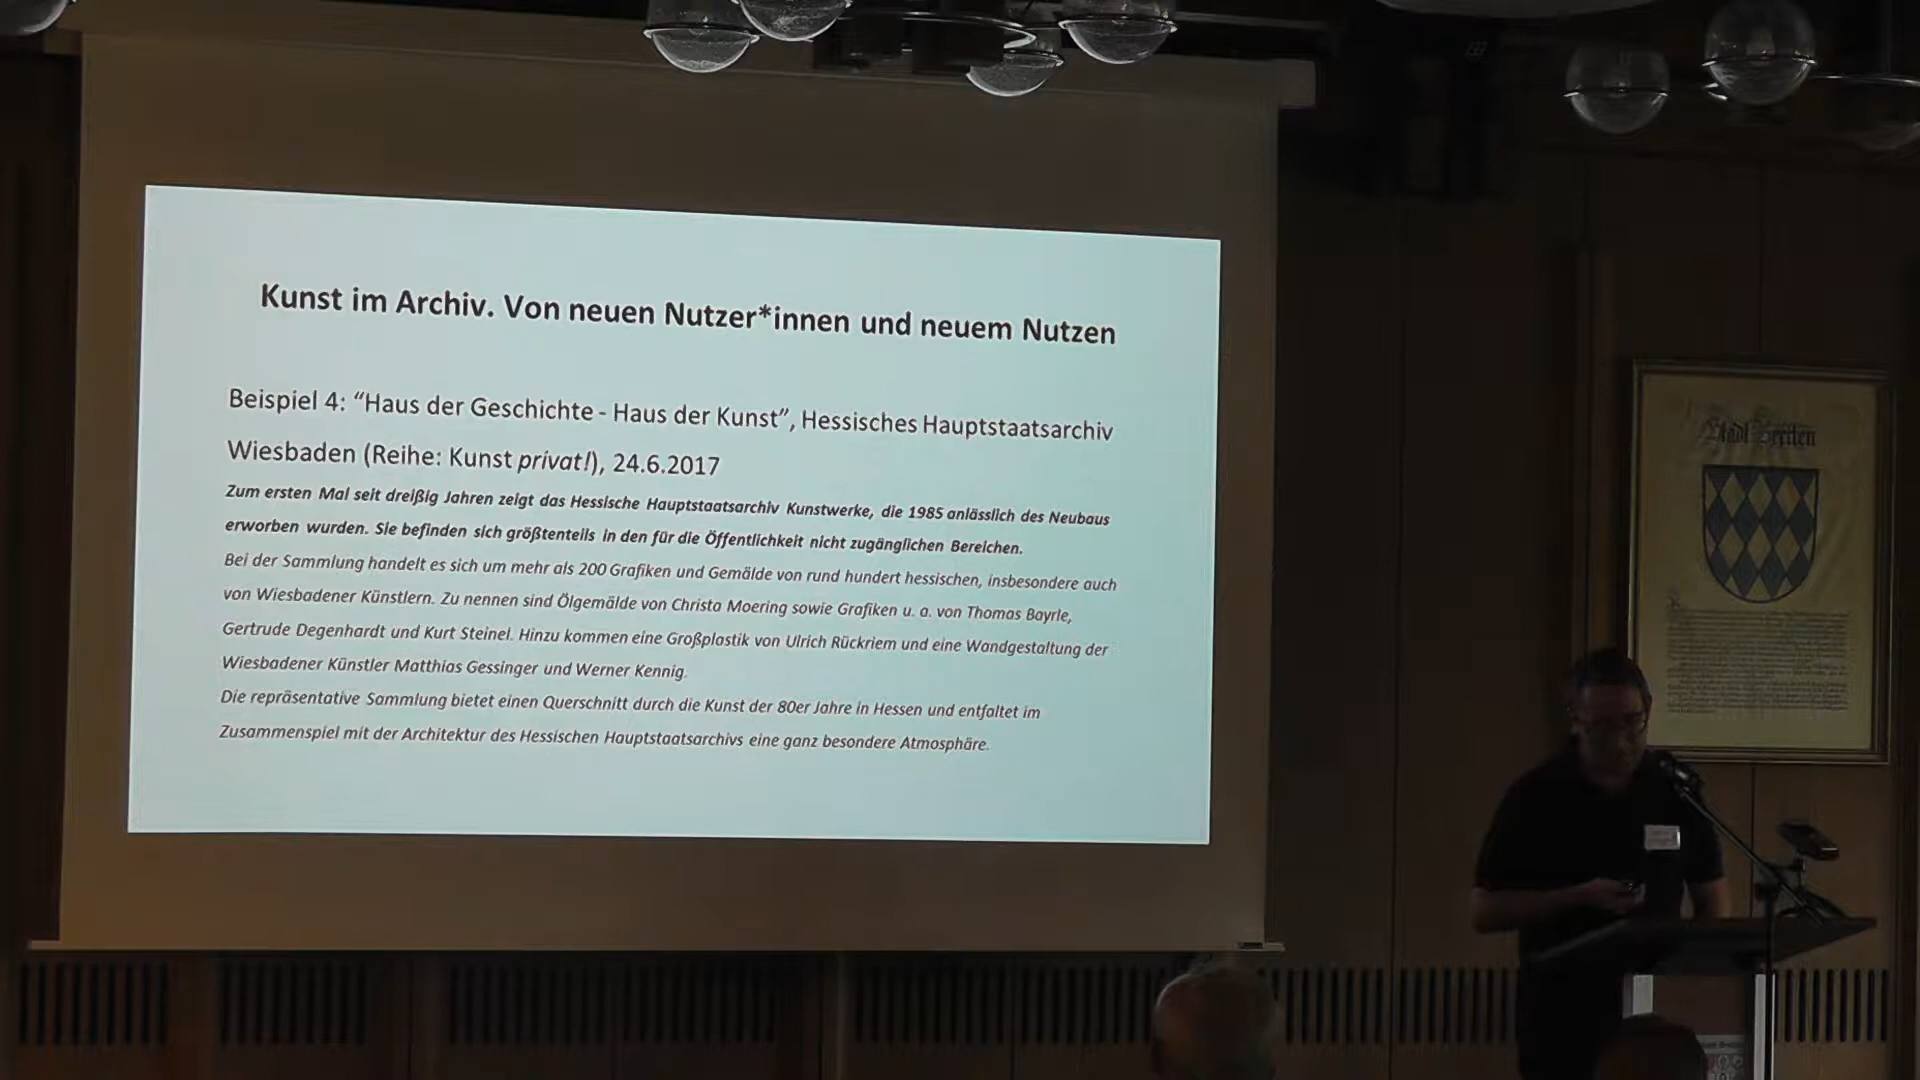 Kunst im Archiv. Von neuen Nutzer*innen und neuem Nutzen
Beispiel 4: “Haus der Geschichte - Haus der Kunst”, Hessisches Hauptstaatsarchiv
Wiesbaden (Reihe: Kunst privat!), 24.6.2017
Zum ersten Mal seit dreißig Jahren zeigt das Hessische Hauptstaatsarchiv Kunstwerke, die 1985 anlässlich des Neubaus
erworben wurden. Sie befinden sich größtenteils in den für die Öffentlichkeit nicht zugänglichen Bereichen.
Bei der Sammlung handelt es sich um mehr als 200 Grafiken und Gemälde von rund hundert hessischen, insbesondere auch
von Wiesbadener Künstlern. Zu nennen sind Ölgemälde von Christa Moering sowie Grafiken u. a. von Thomas Bayrle,
Gertrude Degenhardt und Kurt Steinel. Hinzu kommen eine Großplastik von Ulrich Rückriem und eine Wandgestaltung der
Wiesbadener Künstler Matthias Gessinger und Werner Kennig.
Die repräsentative Sammlung bietet einen Querschnitt durch die Kunst der 80er Jahre in Hessen und entfaltet im
Zusammenspiel mit der Architektur des Hessischen Hauptstaatsarchivs eine ganz besondere Atmosphäre.
Stadt Bretten